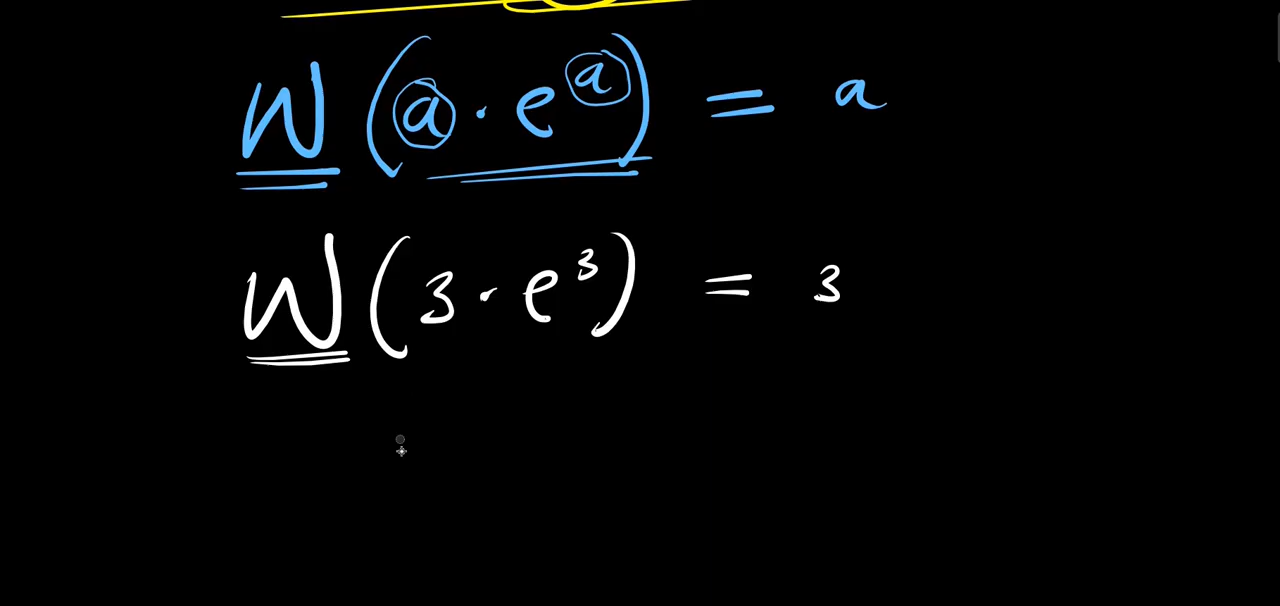 W(a · e^a) = a
W(3 · e^3) = 3